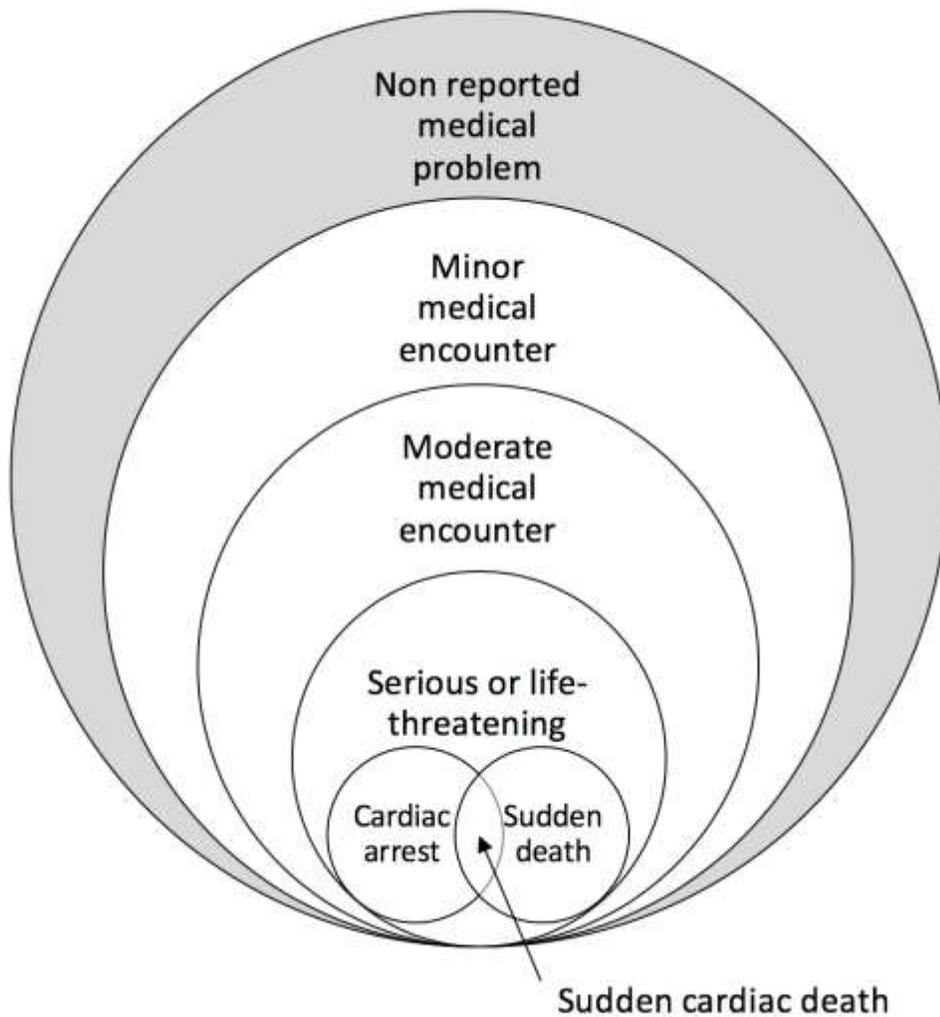 Non reported
medical
problem
Minor
medical
encounter
Moderate
medical
encounter
Serious or life-
threatening
Cardiac
arrest
Sudden
death
Sudden cardiac death